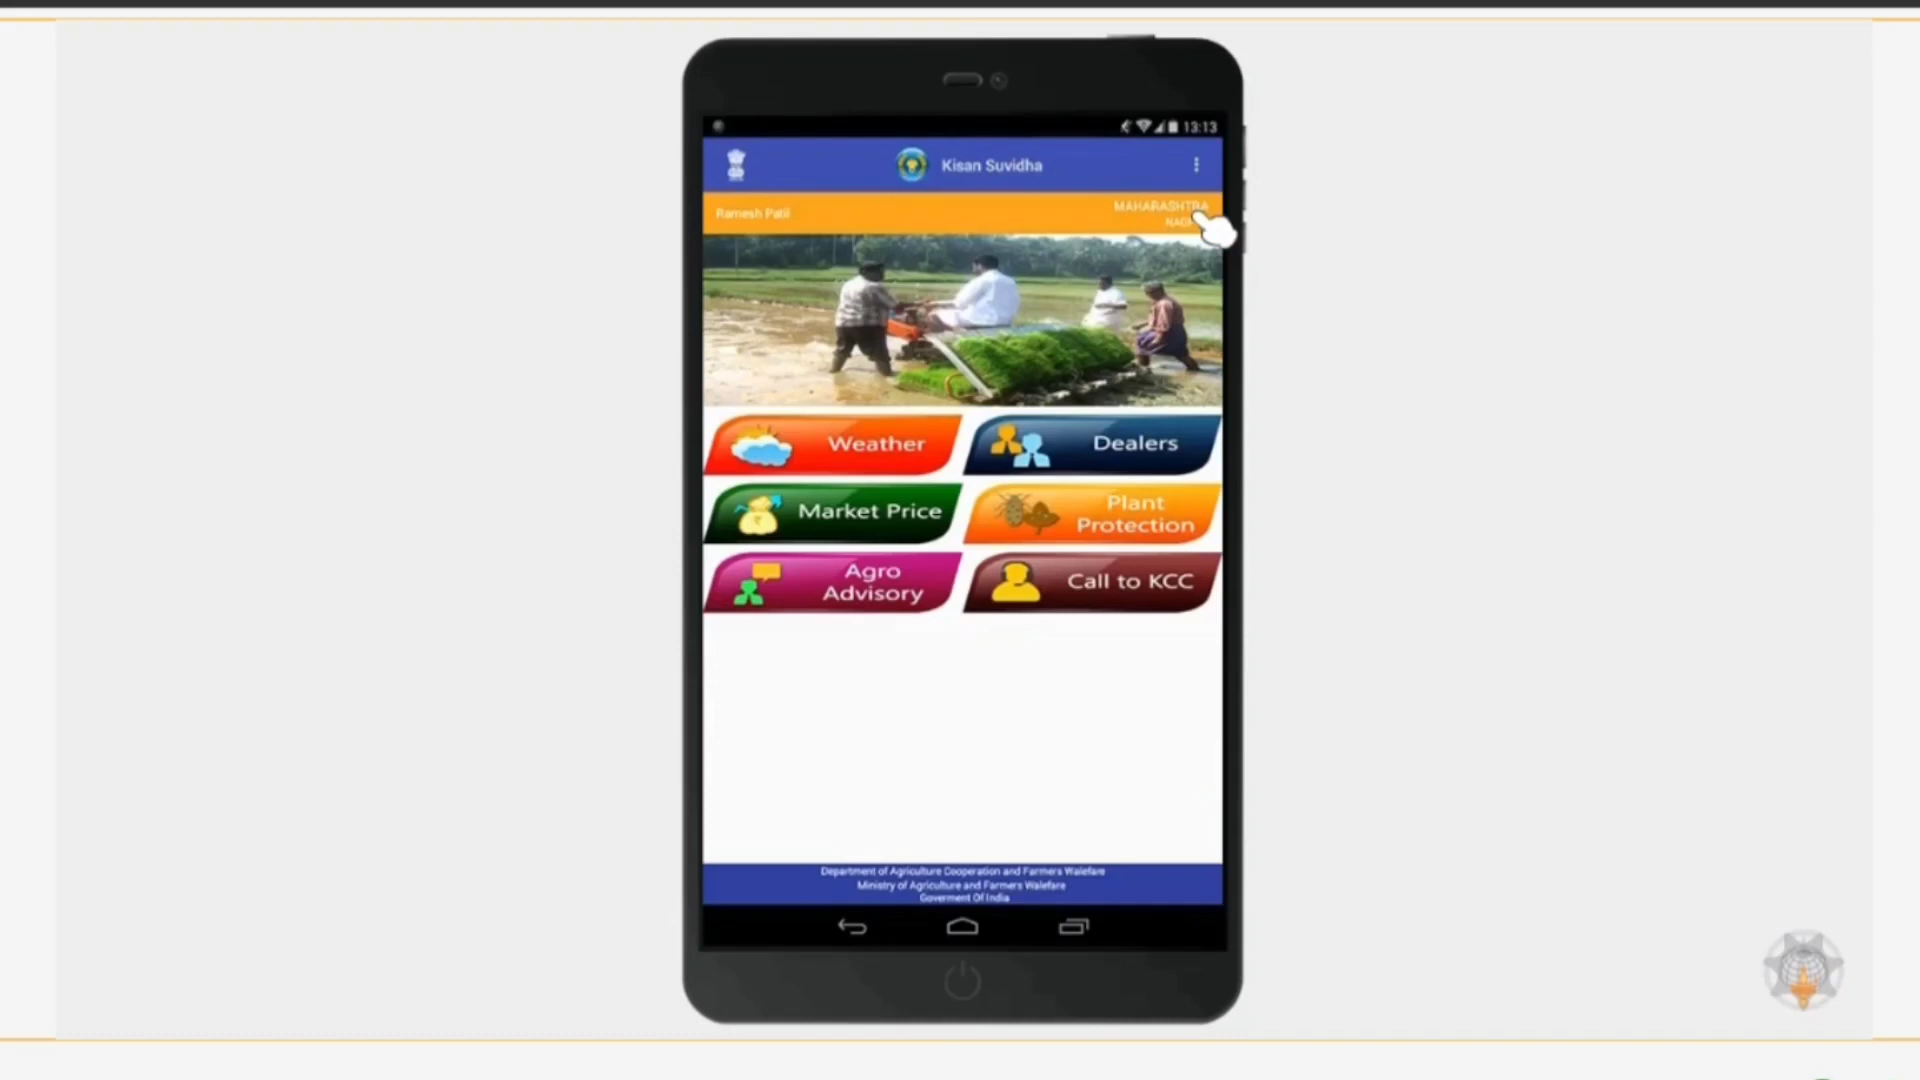 13:13
Kisan Suvidha
Ramesh Patil
MAHARASHTRA
Weather
Dealers
Market Price
Plant
Protection
Agro
Advisory
Call to KCC
Department of Agriculture Cooperation and Farmers Walefare
Ministry of Agriculture and Farmers Walefare
Goverment Of India